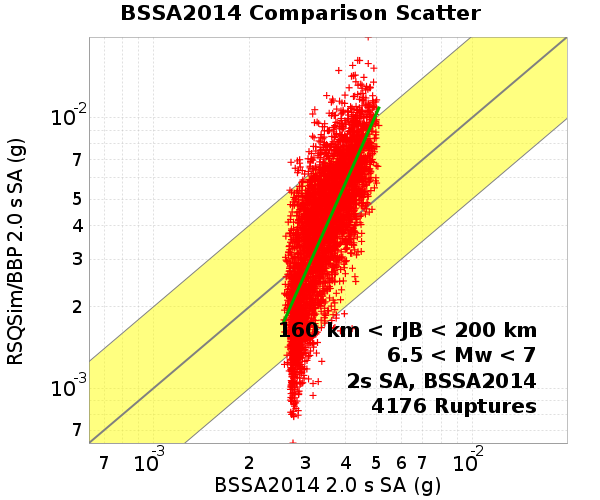 BSSA2014 Comparison Scatter
RSQSim/BBP 2.0 s SA (g)
10-2
7
5
4
3
2
10-3
7
160 km < rJB < 200 km
6.5 < Mw < 7
2s SA, BSSA2014
4176 Ruptures
7 10-3 2 3 4 5 6 7 10-2
BSSA2014 2.0 s SA (g)